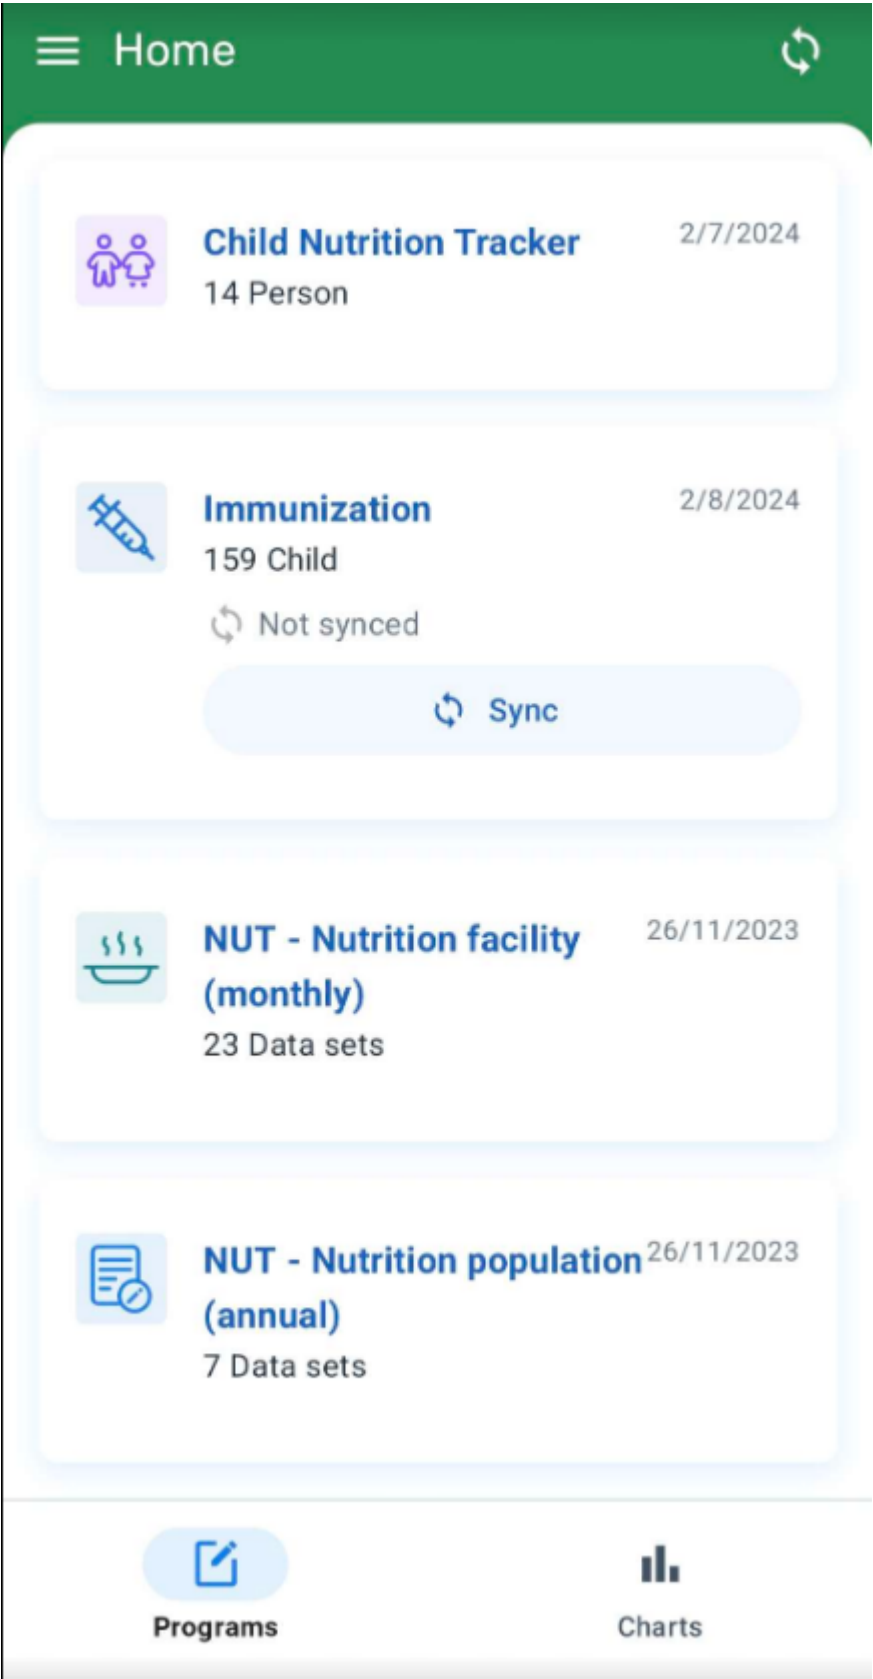 Home
Child Nutrition Tracker
2/7/2024
14 Person
Immunization
2/8/2024
159 Child
Not synced
Sync
NUT - Nutrition facility
26/11/2023
(monthly)
23 Data sets
NUT - Nutrition population
26/11/2023
(annual)
7 Data sets
Programs
Charts